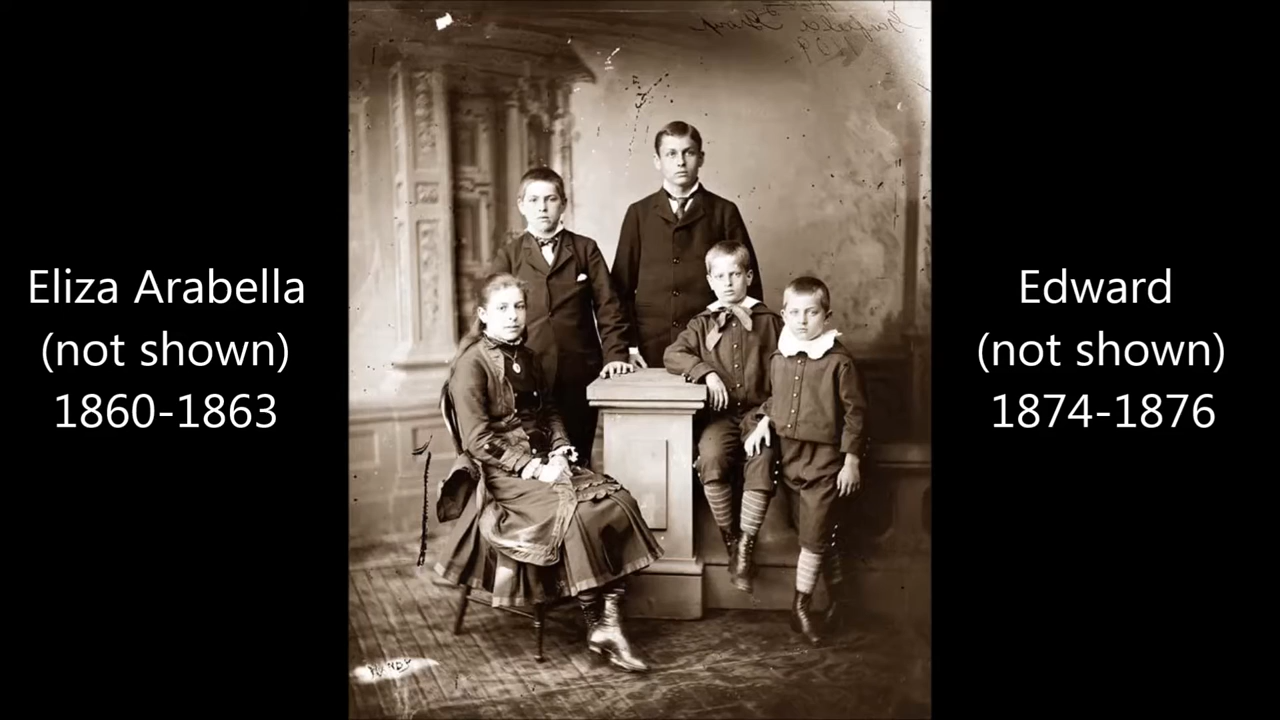 Eliza Arabella
(not shown)
1860-1863
Edward
(not shown)
1874-1876